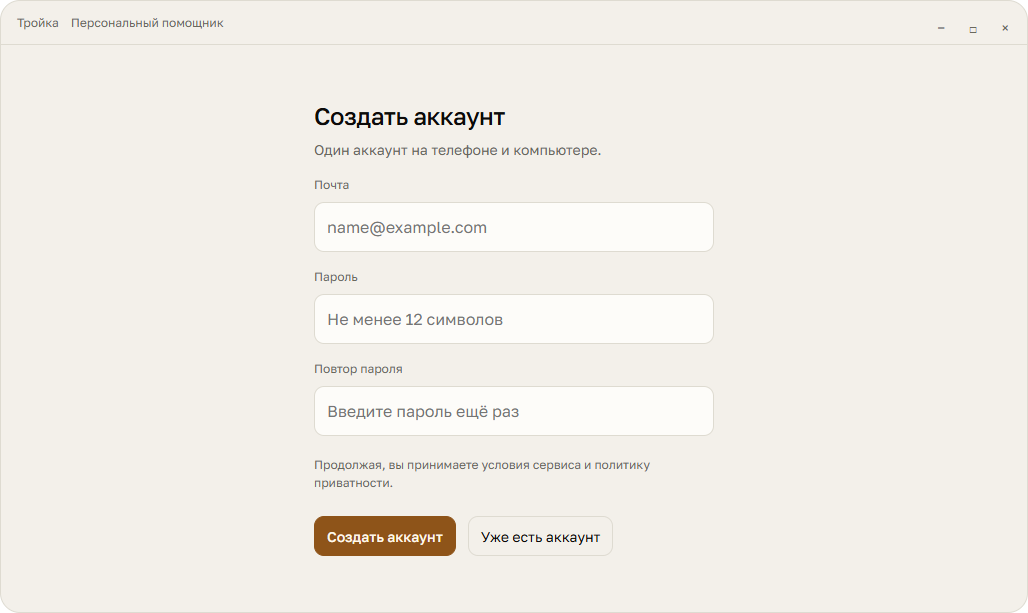 Тройка Персональный помощник
Создать аккаунт
Один аккаунт на телефоне и компьютере.
Почта
name@example.com
Пароль
Не менее 12 символов
Повтор пароля
Введите пароль ещё раз
Продолжая, вы принимаете условия сервиса и политику
приватности.
Создать аккаунт Уже есть аккаунт